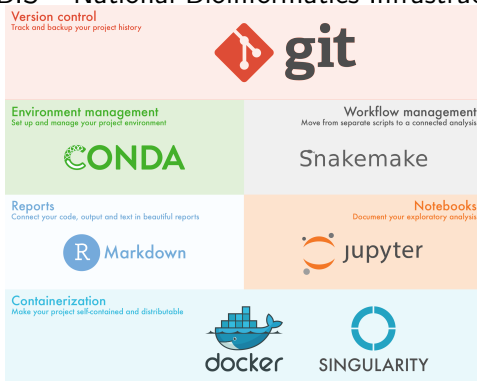 National Bioinformatics
Version control
Track and backup your project history
git
Environment management
Set up and manage your project environment
CONDA
Workflow management
Move from separate scripts to a connected analysis
Snakemake
Reports
Connect your code, output and text in beautiful reports
R Markdown
Notebooks
Document your exploratory analysis
jupyter
Containerization
Make your project self-contained and distributable
docker
SINGULARITY